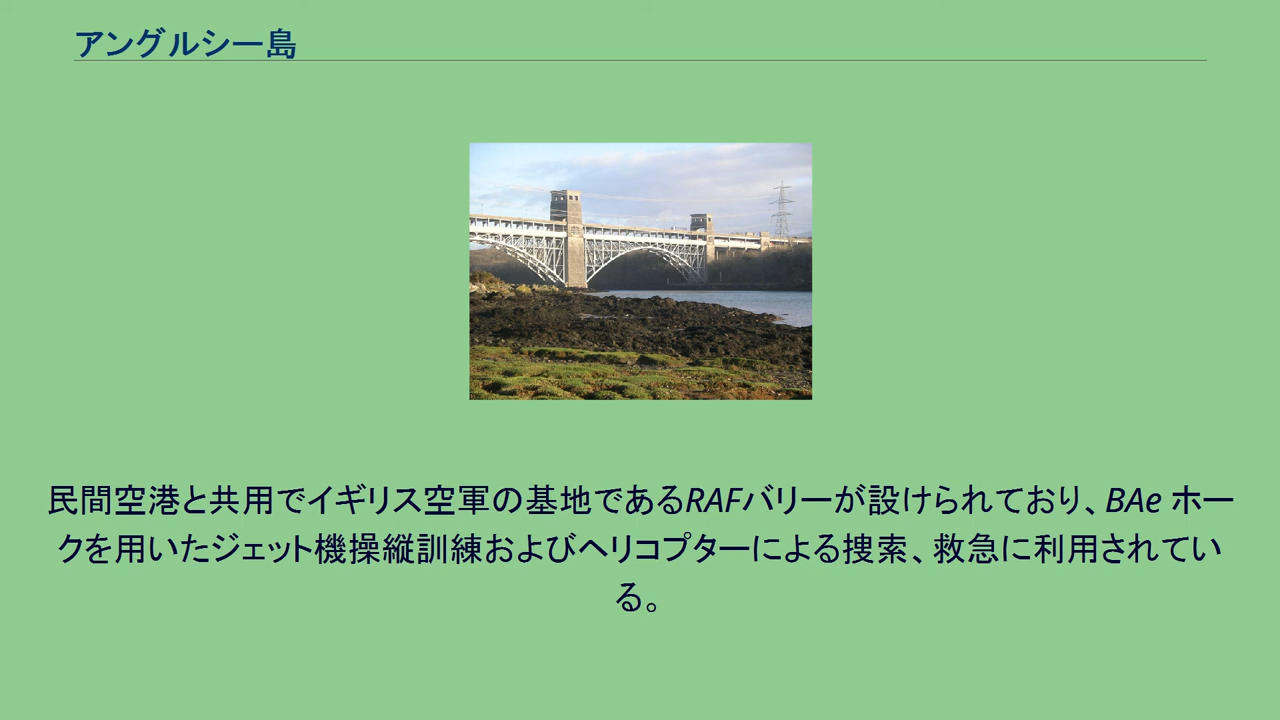 アングルシー島
民間空港と共用でイギリス空軍の基地であるRAFバリーが設けられており、BAe ホー
クを用いたジェット機操縦訓練およびヘリコプターによる捜索、救急に利用されてい
る。